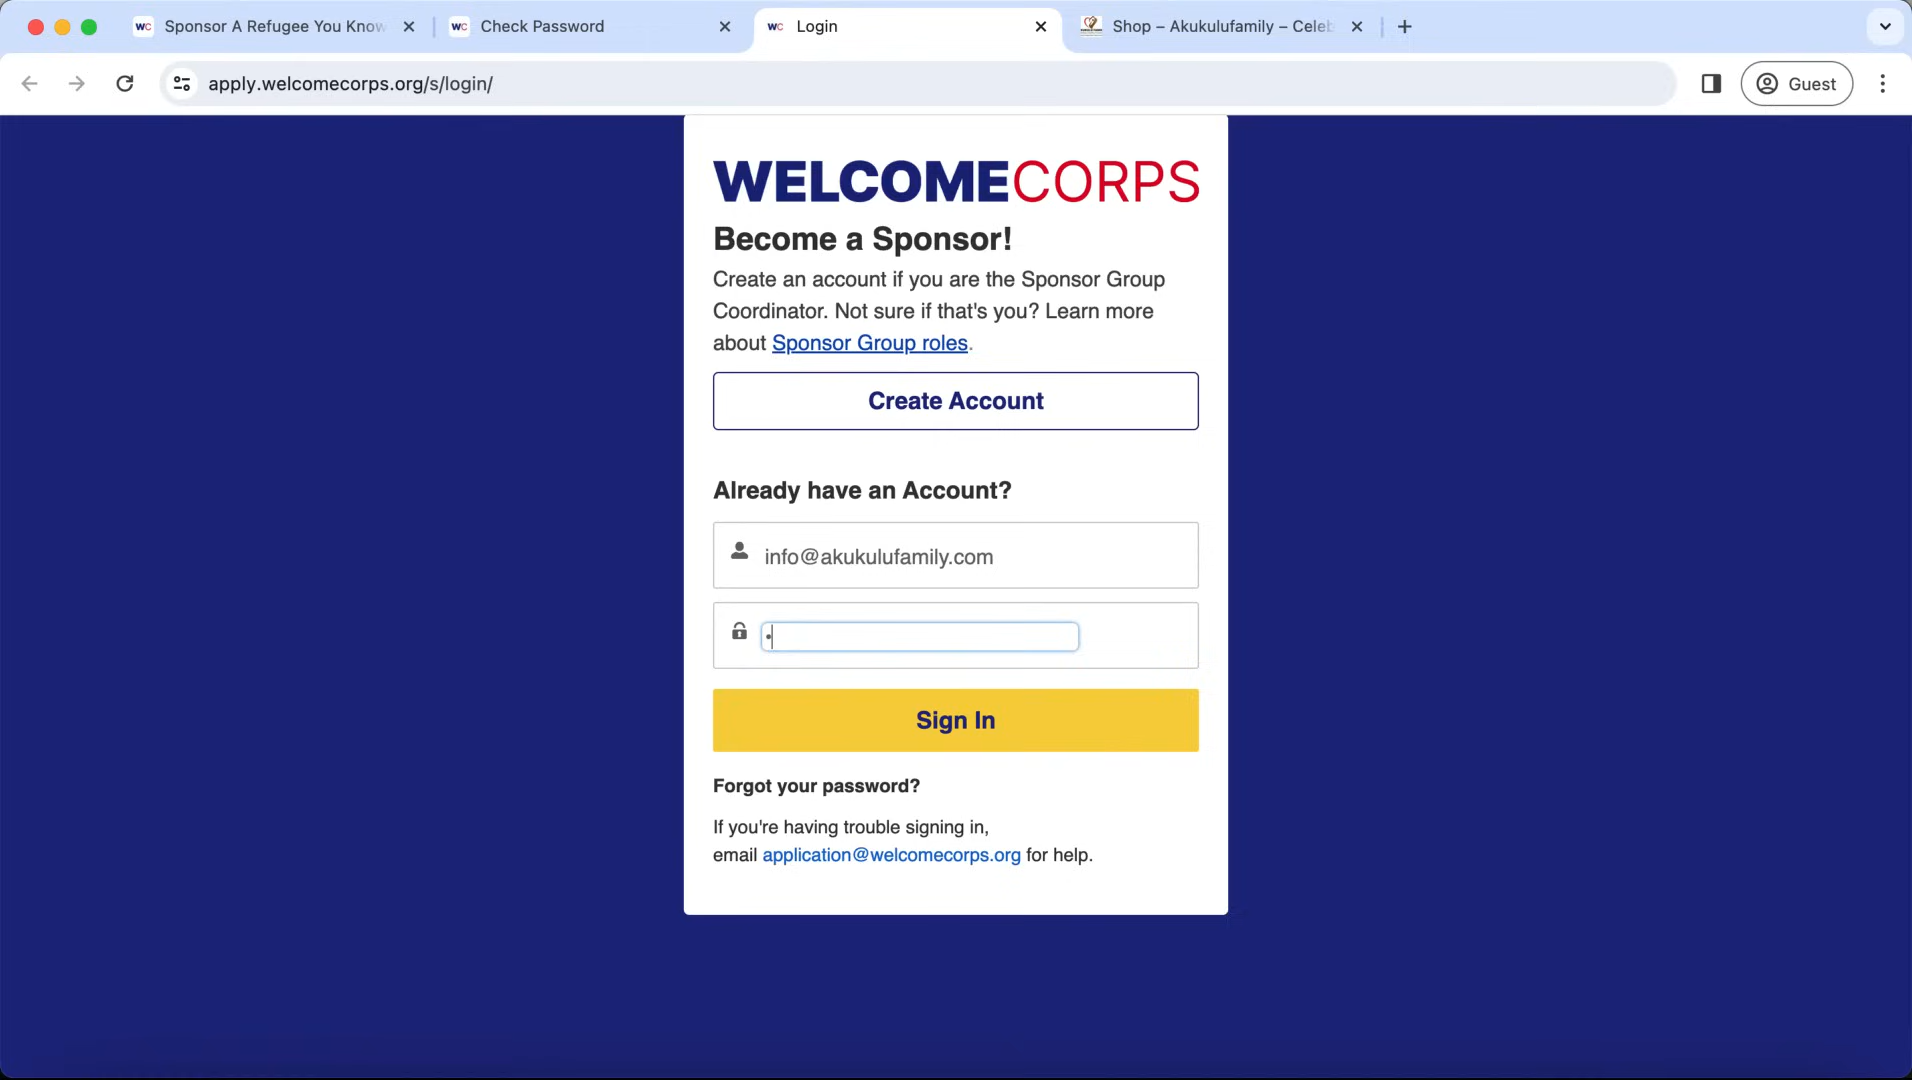 Sponsor A Refugee You Know
Check Password
Login
Shop – Akukulufamily – Celeb
apply.welcomecorps.org/s/login/
Guest
WELCOMECORPS
Become a Sponsor!
Create an account if you are the Sponsor Group
Coordinator. Not sure if that's you? Learn more
about Sponsor Group roles.
Create Account
Already have an Account?
info@akukulufamily.com
Sign In
Forgot your password?
If you're having trouble signing in,
email application@welcomecorps.org for help.